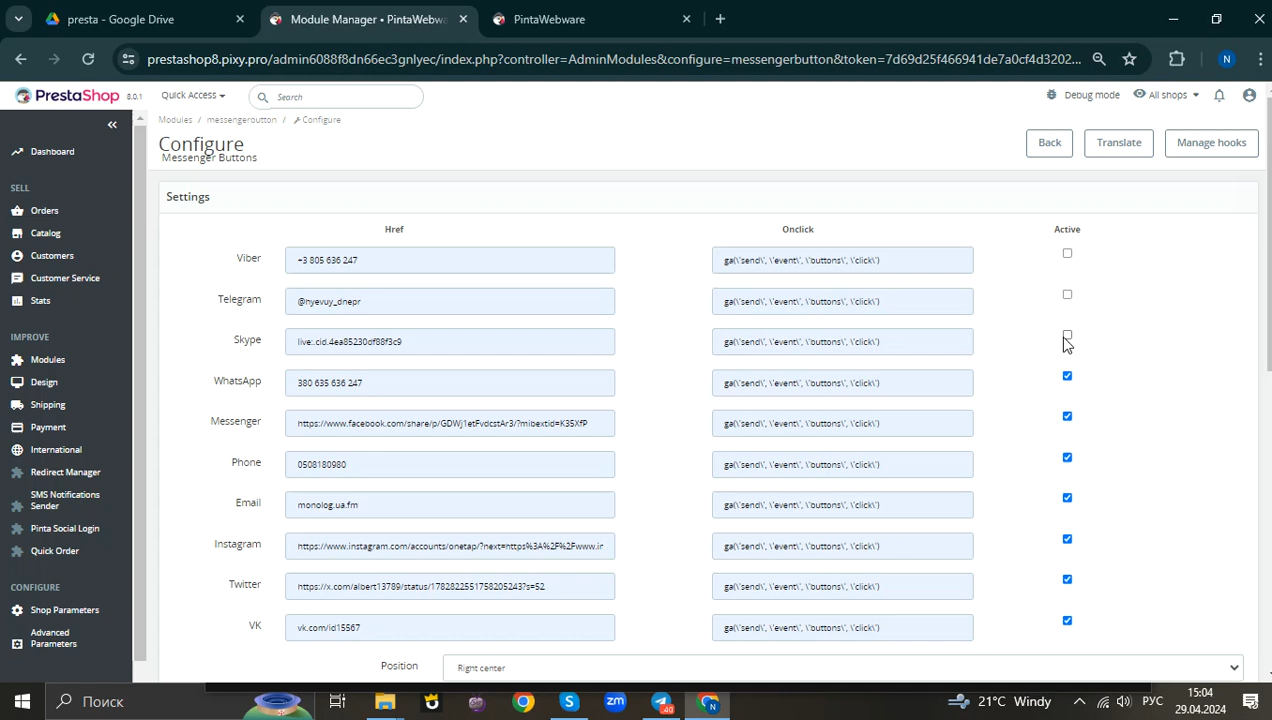 presta - Google Drive
Module Manager • PintaWebwa
PintaWebware
prestashop8.pixy.pro/admin6088f8dn66ec3gnlyec/index.php?controller=AdminModules&configure=messengerbutton&token=7d69d25f466941de7a0cf4d3202...
N
PrestaShop
8.0.1
Quick Access
Search
Debug mode
All shops
Modules / messengerbutton / Configure
Configure
Messenger Buttons
Back
Translate
Manage hooks
Dashboard
SELL
Orders
Catalog
Customers
Customer Service
Stats
IMPROVE
Modules
Design
Shipping
Payment
International
Redirect Manager
SMS Notifications
Sender
Pinta Social Login
Quick Order
CONFIGURE
Shop Parameters
Advanced
Parameters
Settings
Href Onclick Active
Viber +3 805 636 247 ga(\'send\', \'event\', \'buttons\', \'click\')
Telegram @nyevuy_dnepr ga(\'send\', \'event\', \'buttons\', \'click\')
Skype live:.cid.4ea85230df88f3c9 ga(\'send\', \'event\', \'buttons\', \'click\')
WhatsApp 380 635 636 247 ga(\'send\', \'event\', \'buttons\', \'click\')
Messenger https://www.facebook.com/share/p/GDWj1etFvdcstAr3/?mibextid=K35XfP ga(\'send\', \'event\', \'buttons\', \'click\')
Phone 0508180980 ga(\'send\', \'event\', \'buttons\', \'click\')
Email monolog.ua.fm ga(\'send\', \'event\', \'buttons\', \'click\')
Instagram https://www.instagram.com/accounts/onetap/?next=https%3A%2F%2Fwww.ir ga(\'send\', \'event\', \'buttons\', \'click\')
Twitter https://x.com/albert13789/status/1782822551758205243?s=52 ga(\'send\', \'event\', \'buttons\', \'click\')
VK vk.com/id15567 ga(\'send\', \'event\', \'buttons\', \'click\')
Position Right center
Поиск
zm
40
N
21°C Windy
РУС
15:04
29.04.2024